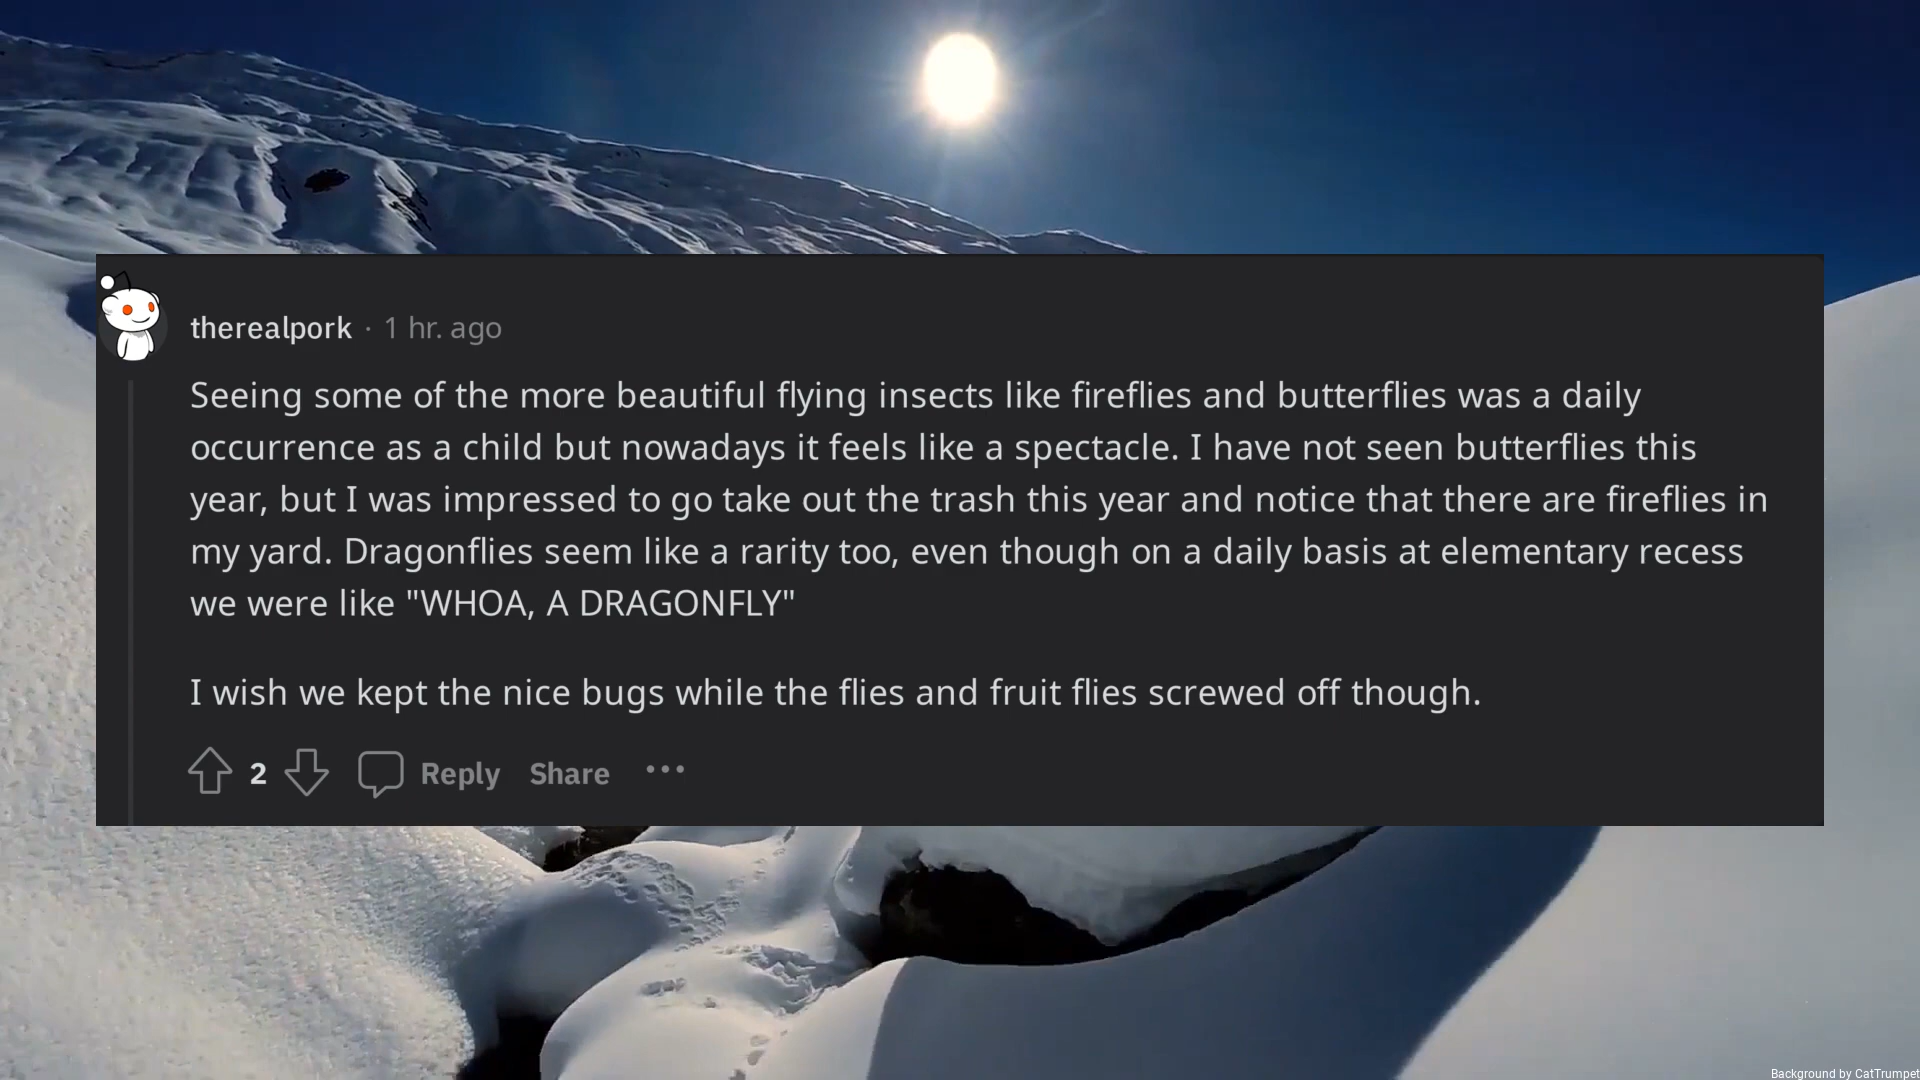 therealpork · 1 hr. ago
Seeing some of the more beautiful flying insects like fireflies and butterflies was a daily
occurrence as a child but nowadays it feels like a spectacle. I have not seen butterflies this
year, but I was impressed to go take out the trash this year and notice that there are fireflies in
my yard. Dragonflies seem like a rarity too, even though on a daily basis at elementary recess
we were like "WHOA, A DRAGONFLY"
I wish we kept the nice bugs while the flies and fruit flies screwed off though.
2 Reply Share ···
Background by CatTrumpet